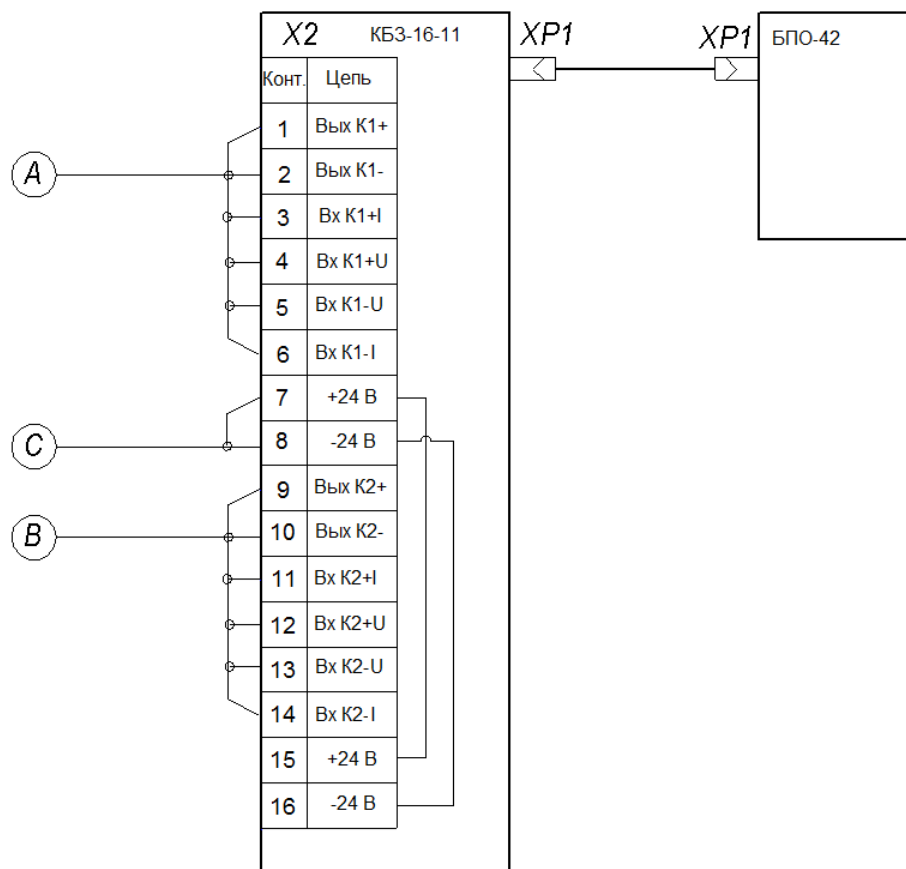 X2 КБЗ-16-11 XP1 XP1 БПО-42
Конт. Цепь
1 Вых К1+
A 2 Вых К1-
3 Вх К1+I
4 Вх К1+U
5 Вх К1-U
6 Вх К1-I
7 +24 В
C 8 -24 В
9 Вых К2+
B 10 Вых К2-
11 Вх К2+I
12 Вх К2+U
13 Вх К2-U
14 Вх К2-I
15 +24 В
16 -24 В